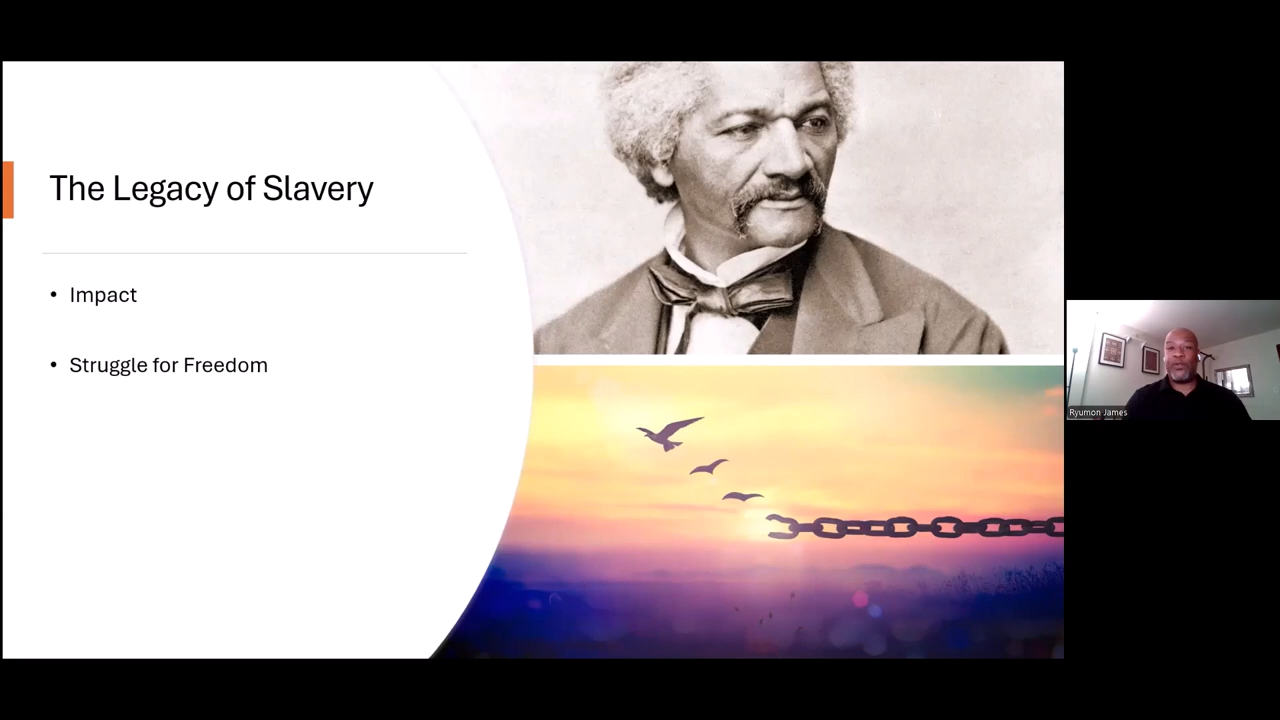 The Legacy of Slavery
• Impact
• Struggle for Freedom
Ryumon James